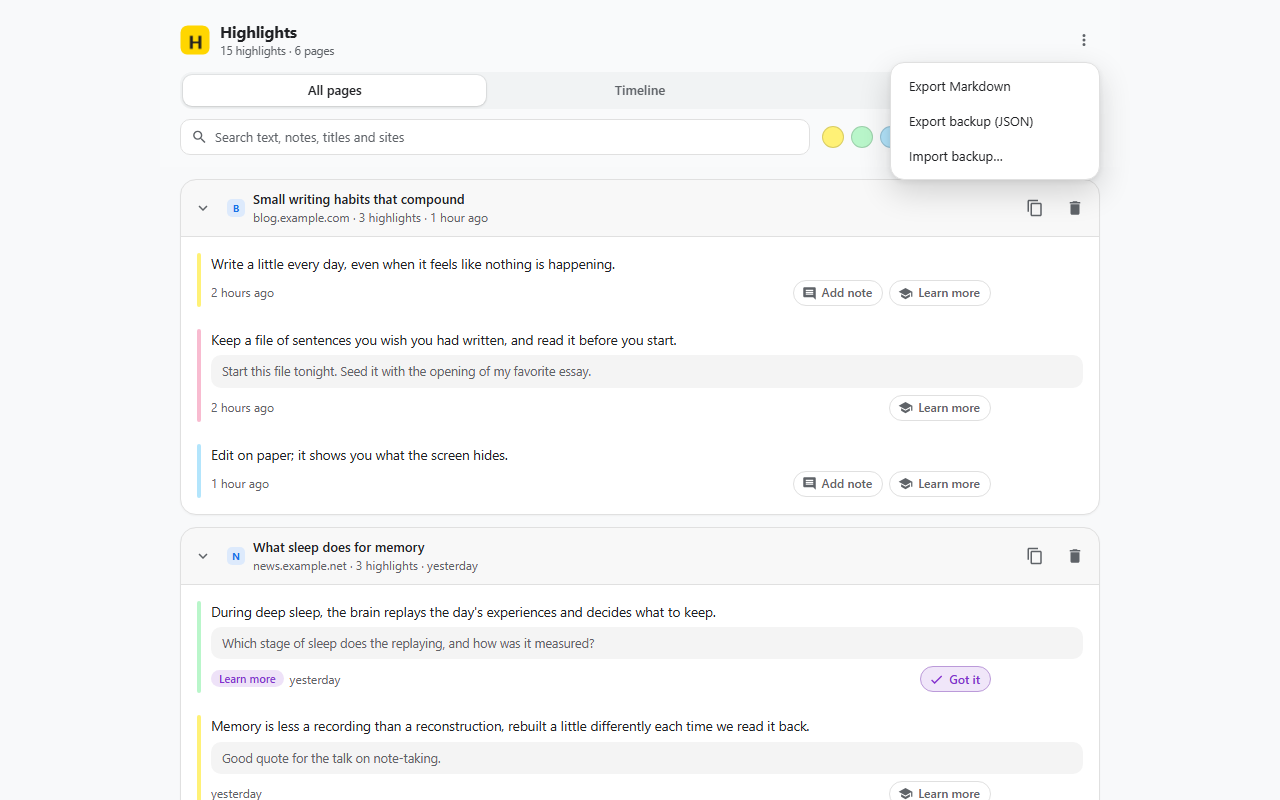 H
Highlights
15 highlights · 6 pages
All pages
Timeline
Export Markdown
Export backup (JSON)
Import backup...
Search text, notes, titles and sites
B
Small writing habits that compound
blog.example.com · 3 highlights · 1 hour ago
Write a little every day, even when it feels like nothing is happening.
2 hours ago
Add note
Learn more
Keep a file of sentences you wish you had written, and read it before you start.
Start this file tonight. Seed it with the opening of my favorite essay.
2 hours ago
Learn more
Edit on paper; it shows you what the screen hides.
1 hour ago
Add note
Learn more
N
What sleep does for memory
news.example.net · 3 highlights · yesterday
During deep sleep, the brain replays the day's experiences and decides what to keep.
Which stage of sleep does the replaying, and how was it measured?
Learn more
yesterday
Got it
Memory is less a recording than a reconstruction, rebuilt a little differently each time we read it back.
Good quote for the talk on note-taking.
yesterday
Learn more